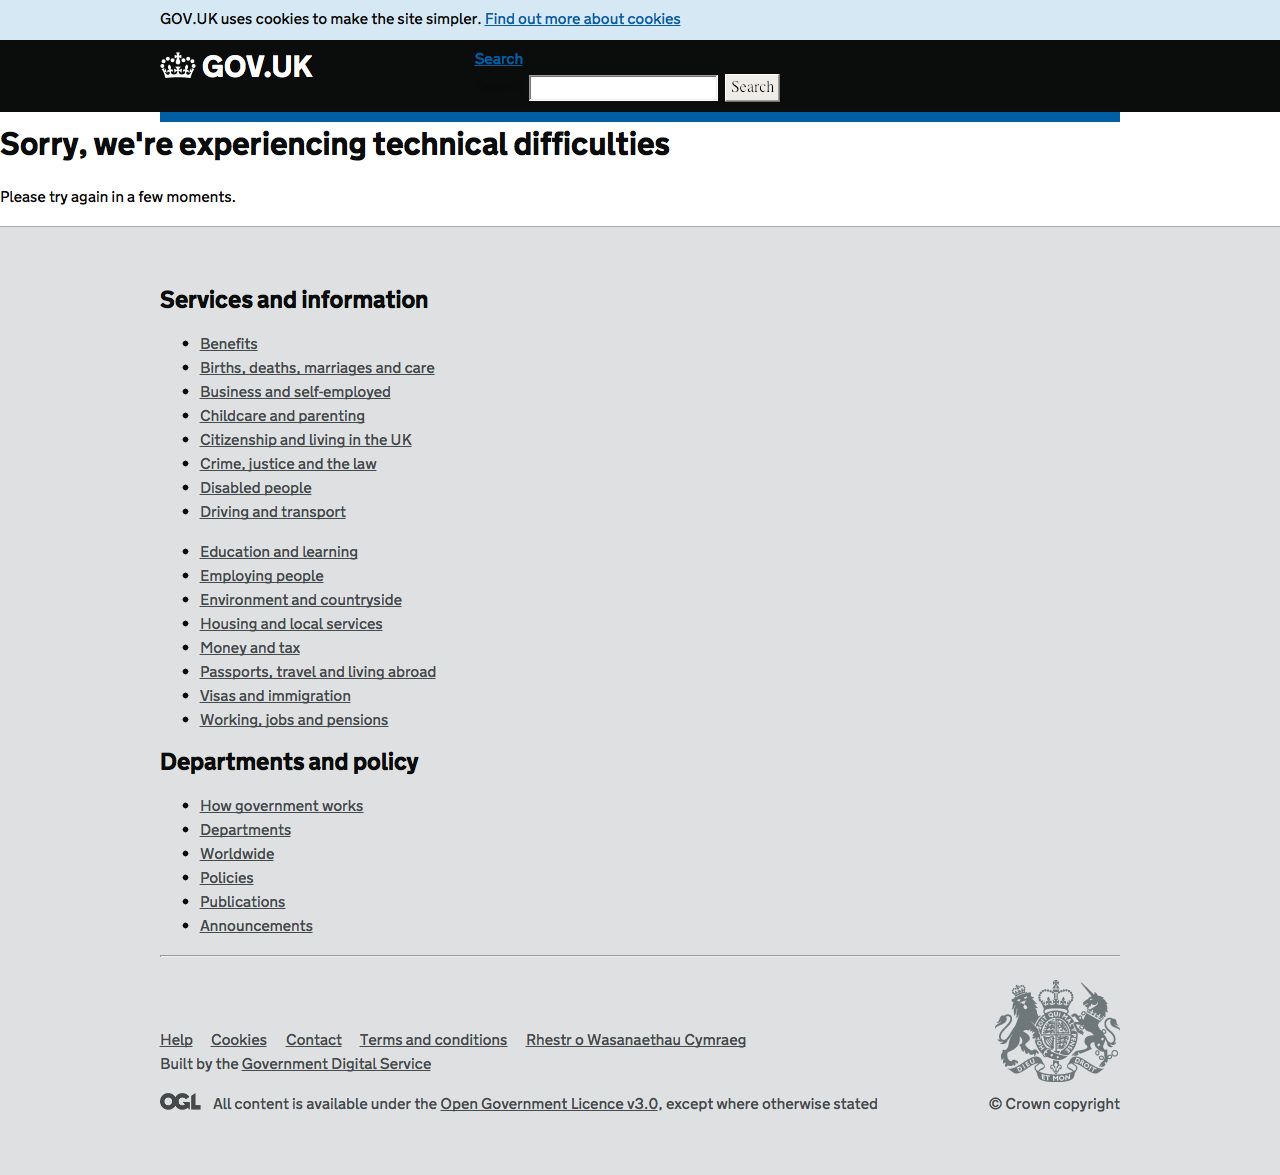 GOV.UK uses cookies to make the site simpler. Find out more about cookies
GOV.UK
Search
Search
Sorry, we're experiencing technical difficulties
Please try again in a few moments.
Services and information
Benefits
Births, deaths, marriages and care
Business and self-employed
Childcare and parenting
Citizenship and living in the UK
Crime, justice and the law
Disabled people
Driving and transport
Education and learning
Employing people
Environment and countryside
Housing and local services
Money and tax
Passports, travel and living abroad
Visas and immigration
Working, jobs and pensions
Departments and policy
How government works
Departments
Worldwide
Policies
Publications
Announcements
Help Cookies Contact Terms and conditions Rhestr o Wasanaethau Cymraeg
Built by the Government Digital Service
OGL All content is available under the Open Government Licence v3.0, except where otherwise stated
DIEU ET MON DROIT
© Crown copyright